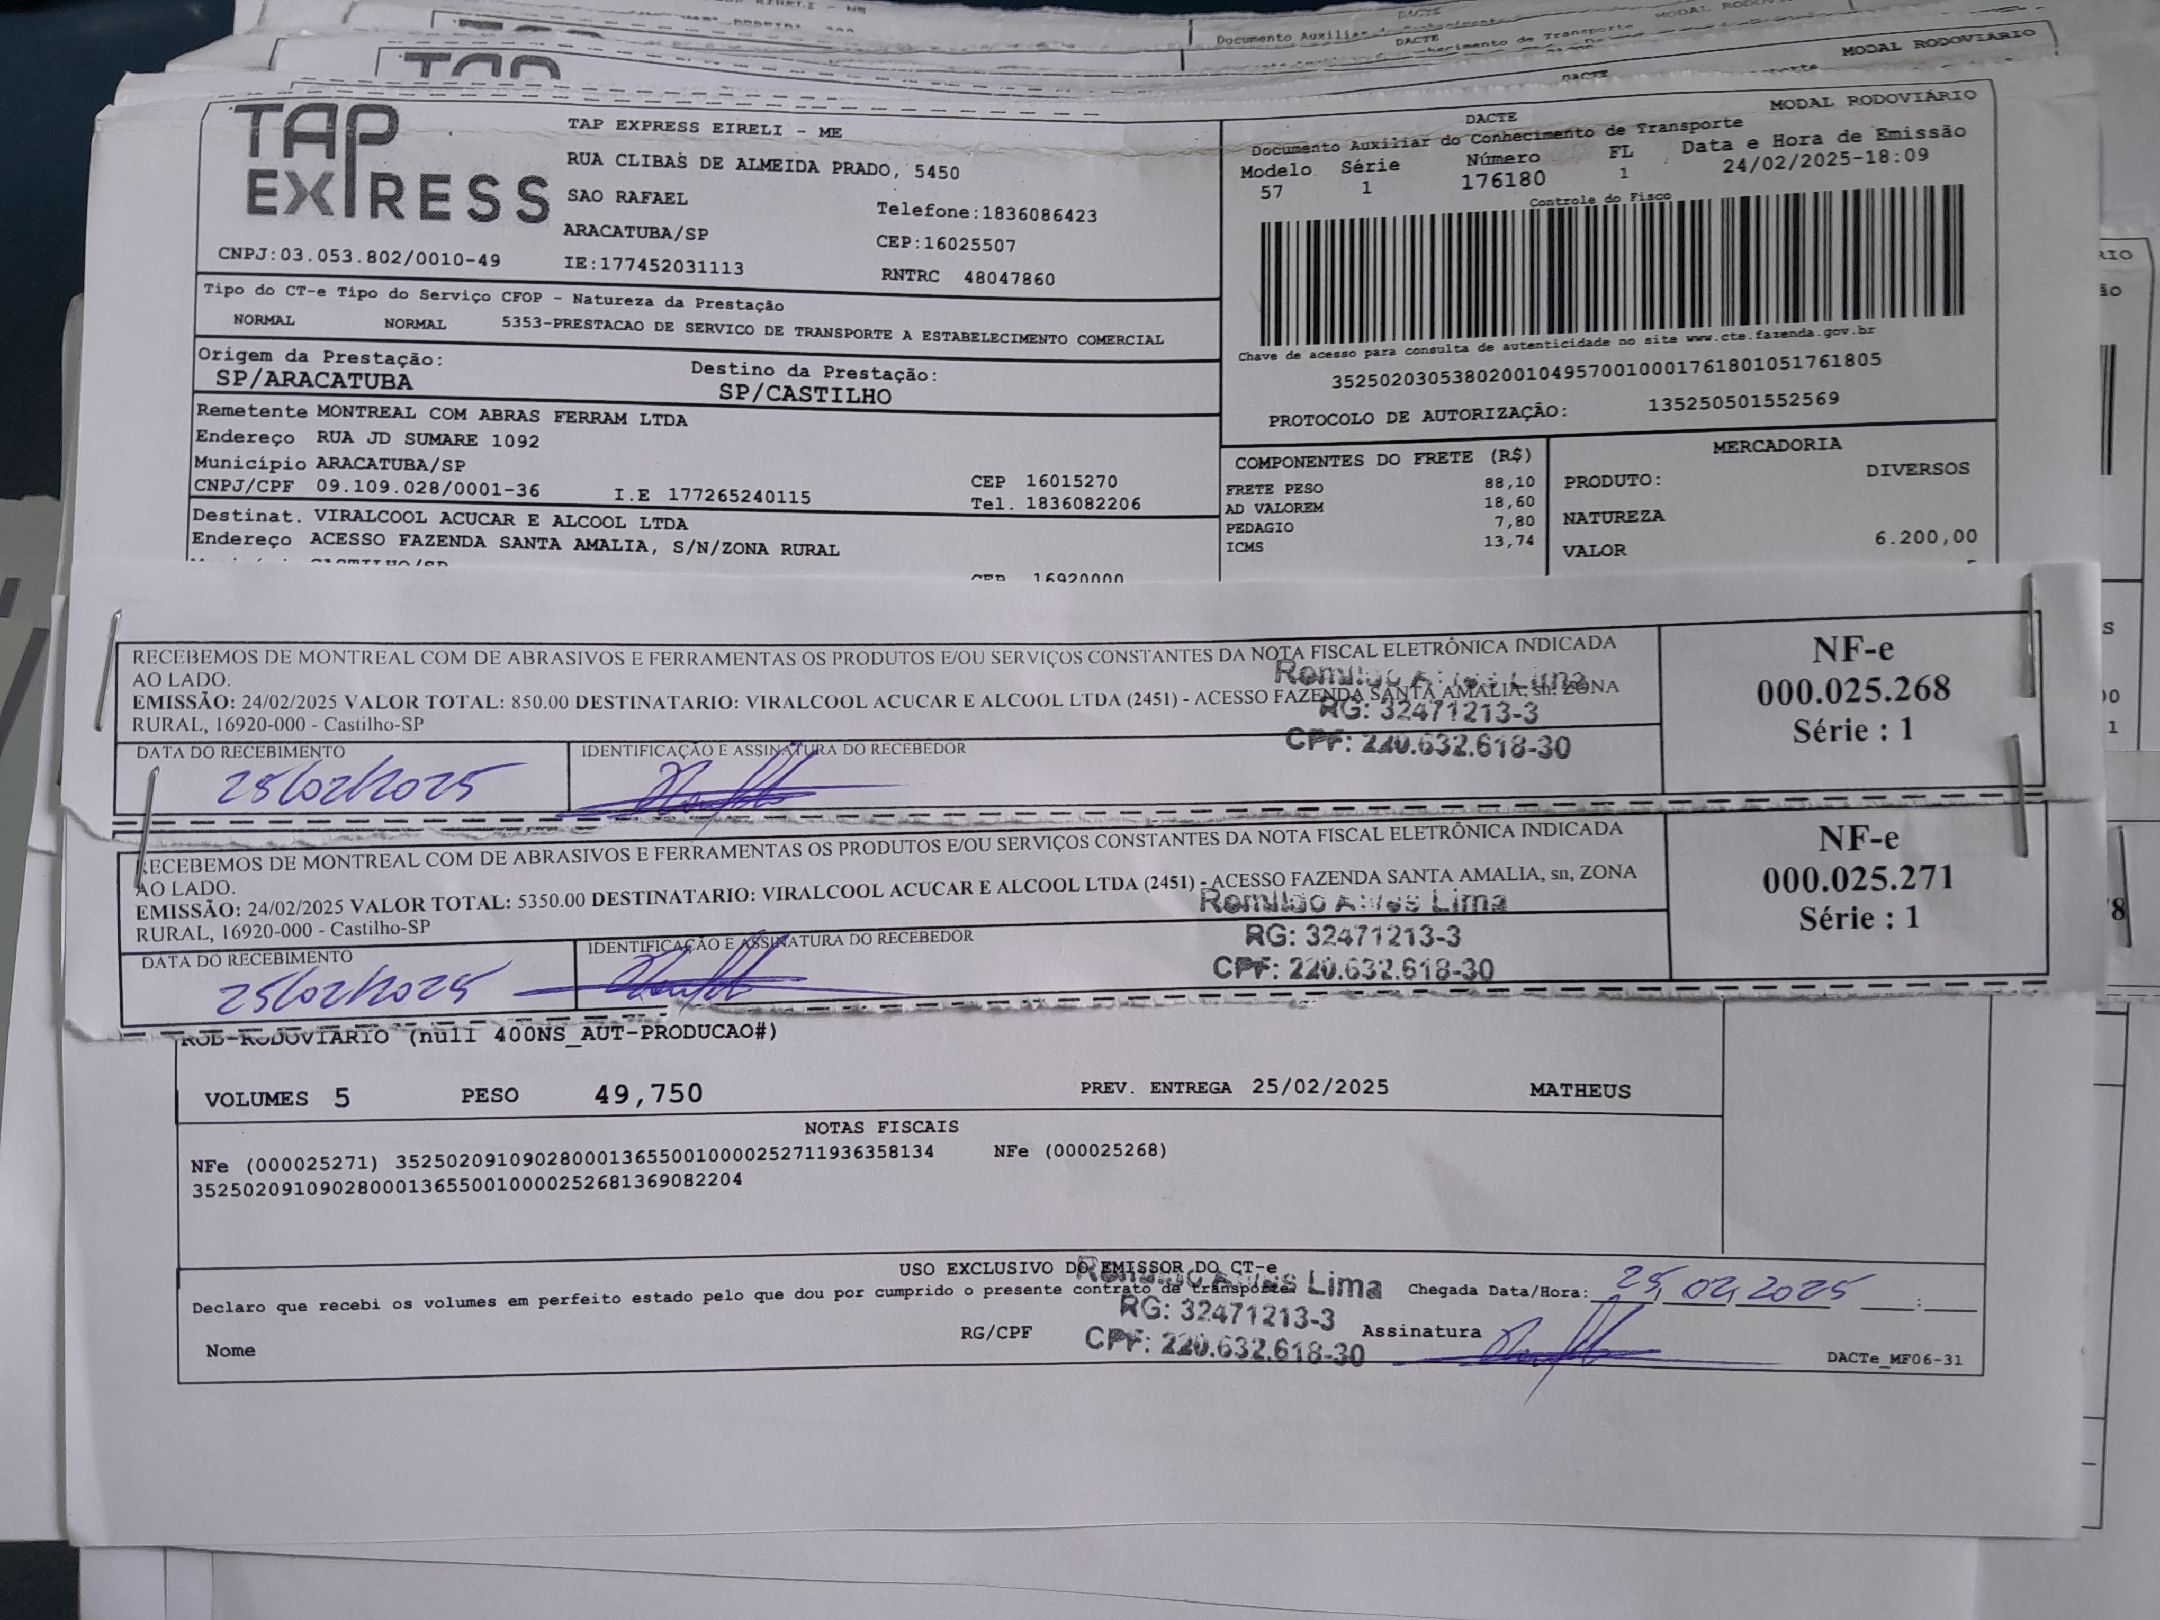 TAP
EXPRESS
TAP EXPRESS EIRELI - ME
RUA CLIBAS DE ALMEIDA PRADO, 5450
SAO RAFAEL
Telefone:1836086423
ARACATUBA/SP
CEP:16025507
CNPJ:03.053.802/0010-49
IE:177452031113
RNTRC 48047860
DACTE
MODAL RODOVIÁRIO
Documento Auxiliar do Conhecimento de Transporte
Modelo Série Número FL Data e Hora de Emissão
57 1 176180 1 24/02/2025-18:09
Controle do Fisco
Chave de acesso para consulta de autenticidade no site www.cte.fazenda.gov.br
35250203053802001049570010001761801051761805
PROTOCOLO DE AUTORIZAÇÃO: 135250501552569
Tipo do CT-e Tipo do Serviço CFOP - Natureza da Prestação
NORMAL NORMAL 5353-PRESTACAO DE SERVICO DE TRANSPORTE A ESTABELECIMENTO COMERCIAL
Origem da Prestação: Destino da Prestação:
SP/ARACATUBA SP/CASTILHO
Remetente MONTREAL COM ABRAS FERRAM LTDA
Endereço RUA JD SUMARE 1092
Município ARACATUBA/SP CEP 16015270
CNPJ/CPF 09.109.028/0001-36 I.E 177265240115 Tel. 1836082206
Destinat. VIRALCOOL ACUCAR E ALCOOL LTDA
Endereço ACESSO FAZENDA SANTA AMALIA, S/N/ZONA RURAL
CASTILHO/SP CEP 16920000
COMPONENTES DO FRETE (R$)
FRETE PESO 88,10
AD VALOREM 18,60
PEDAGIO 7,80
ICMS 13,74
MERCADORIA
PRODUTO: DIVERSOS
NATUREZA
VALOR 6.200,00
RECEBEMOS DE MONTREAL COM DE ABRASIVOS E FERRAMENTAS OS PRODUTOS E/OU SERVIÇOS CONSTANTES DA NOTA FISCAL ELETRÔNICA INDICADA
AO LADO.
EMISSÃO: 24/02/2025 VALOR TOTAL: 850.00 DESTINATARIO: VIRALCOOL ACUCAR E ALCOOL LTDA (2451) - ACESSO FAZENDA SANTA AMALIA, sn, ZONA
RURAL, 16920-000 - Castilho-SP
Romildo Alves Lima
RG: 32471213-3
CPF: 220.632.618-30
DATA DO RECEBIMENTO
25/02/2025
IDENTIFICAÇÃO E ASSINATURA DO RECEBEDOR
NF-e
000.025.268
Série : 1
RECEBEMOS DE MONTREAL COM DE ABRASIVOS E FERRAMENTAS OS PRODUTOS E/OU SERVIÇOS CONSTANTES DA NOTA FISCAL ELETRÔNICA INDICADA
AO LADO.
EMISSÃO: 24/02/2025 VALOR TOTAL: 5350.00 DESTINATARIO: VIRALCOOL ACUCAR E ALCOOL LTDA (2451) - ACESSO FAZENDA SANTA AMALIA, sn, ZONA
RURAL, 16920-000 - Castilho-SP
Romildo Alves Lima
RG: 32471213-3
CPF: 220.632.618-30
DATA DO RECEBIMENTO
25/02/2025
IDENTIFICAÇÃO E ASSINATURA DO RECEBEDOR
NF-e
000.025.271
Série : 1
ROD-RODOVIARIO (null 400NS_AUT-PRODUCAO#)
VOLUMES 5 PESO 49,750 PREV. ENTREGA 25/02/2025 MATHEUS
NOTAS FISCAIS
NFe (000025271) 35250209109028000136550010000252711936358134 NFe (000025268)
35250209109028000136550010000252681369082204
USO EXCLUSIVO DO EMISSOR DO CT-e
Declaro que recebi os volumes em perfeito estado pelo que dou por cumprido o presente contrato de transporte
Chegada Data/Hora: 25, 02, 2025 :
Romildo Alves Lima
RG: 32471213-3
CPF: 220.632.618-30
Nome RG/CPF Assinatura
DACTe_MF06-31